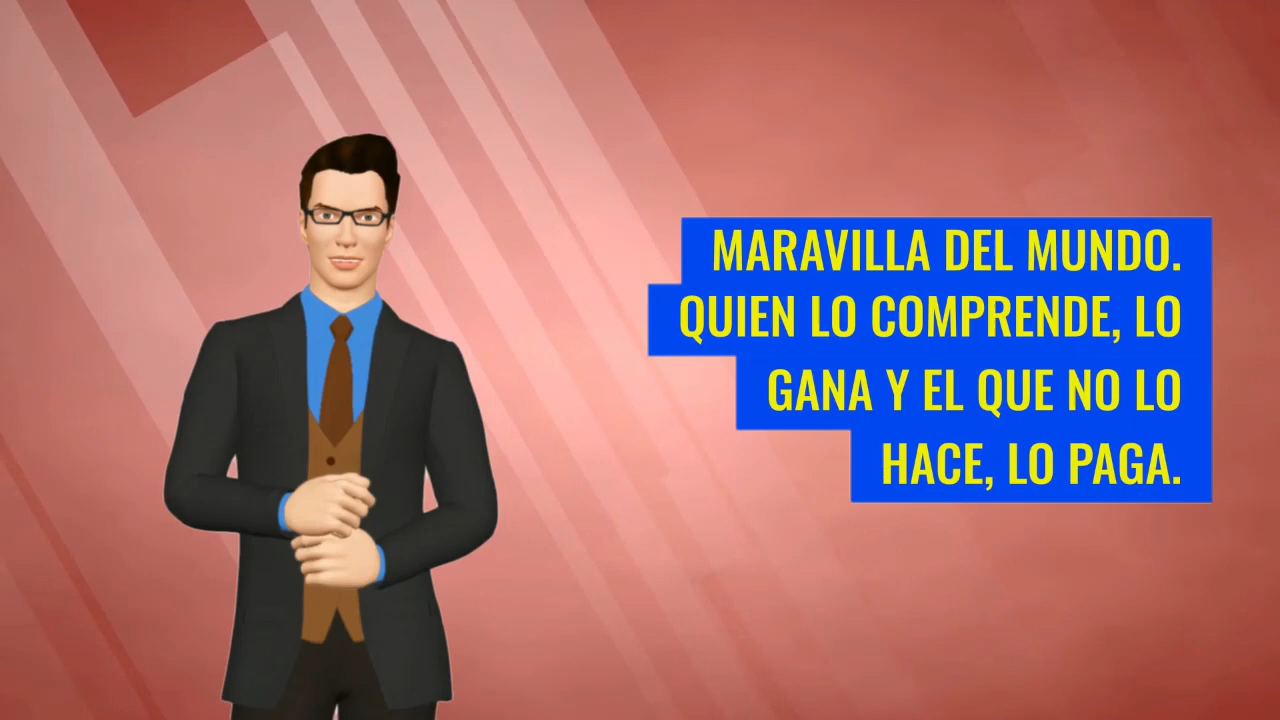 MARAVILLA DEL MUNDO.
QUIEN LO COMPRENDE, LO
GANA Y EL QUE NO LO
HACE, LO PAGA.